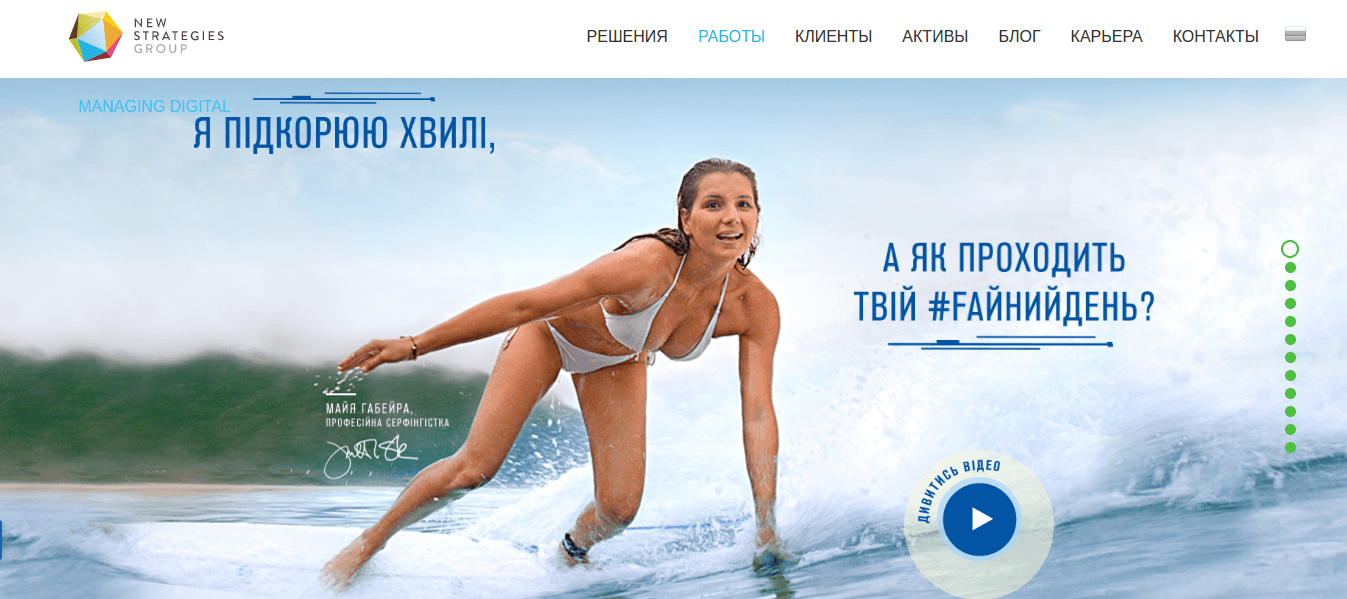 NEW
STRATEGIES
GROUP
РЕШЕНИЯ РАБОТЫ КЛИЕНТЫ АКТИВЫ БЛОГ КАРЬЕРА КОНТАКТЫ
MANAGING DIGITAL
Я ПІДКОРЮЮ ХВИЛІ,
А ЯК ПРОХОДИТЬ
ТВІЙ #FАЙНИЙДЕНЬ?
МАЙЯ ГАБЕЙРА,
ПРОФЕСІЙНА СЕРФІНГІСТКА
ДИВИТИСЬ ВІДЕО